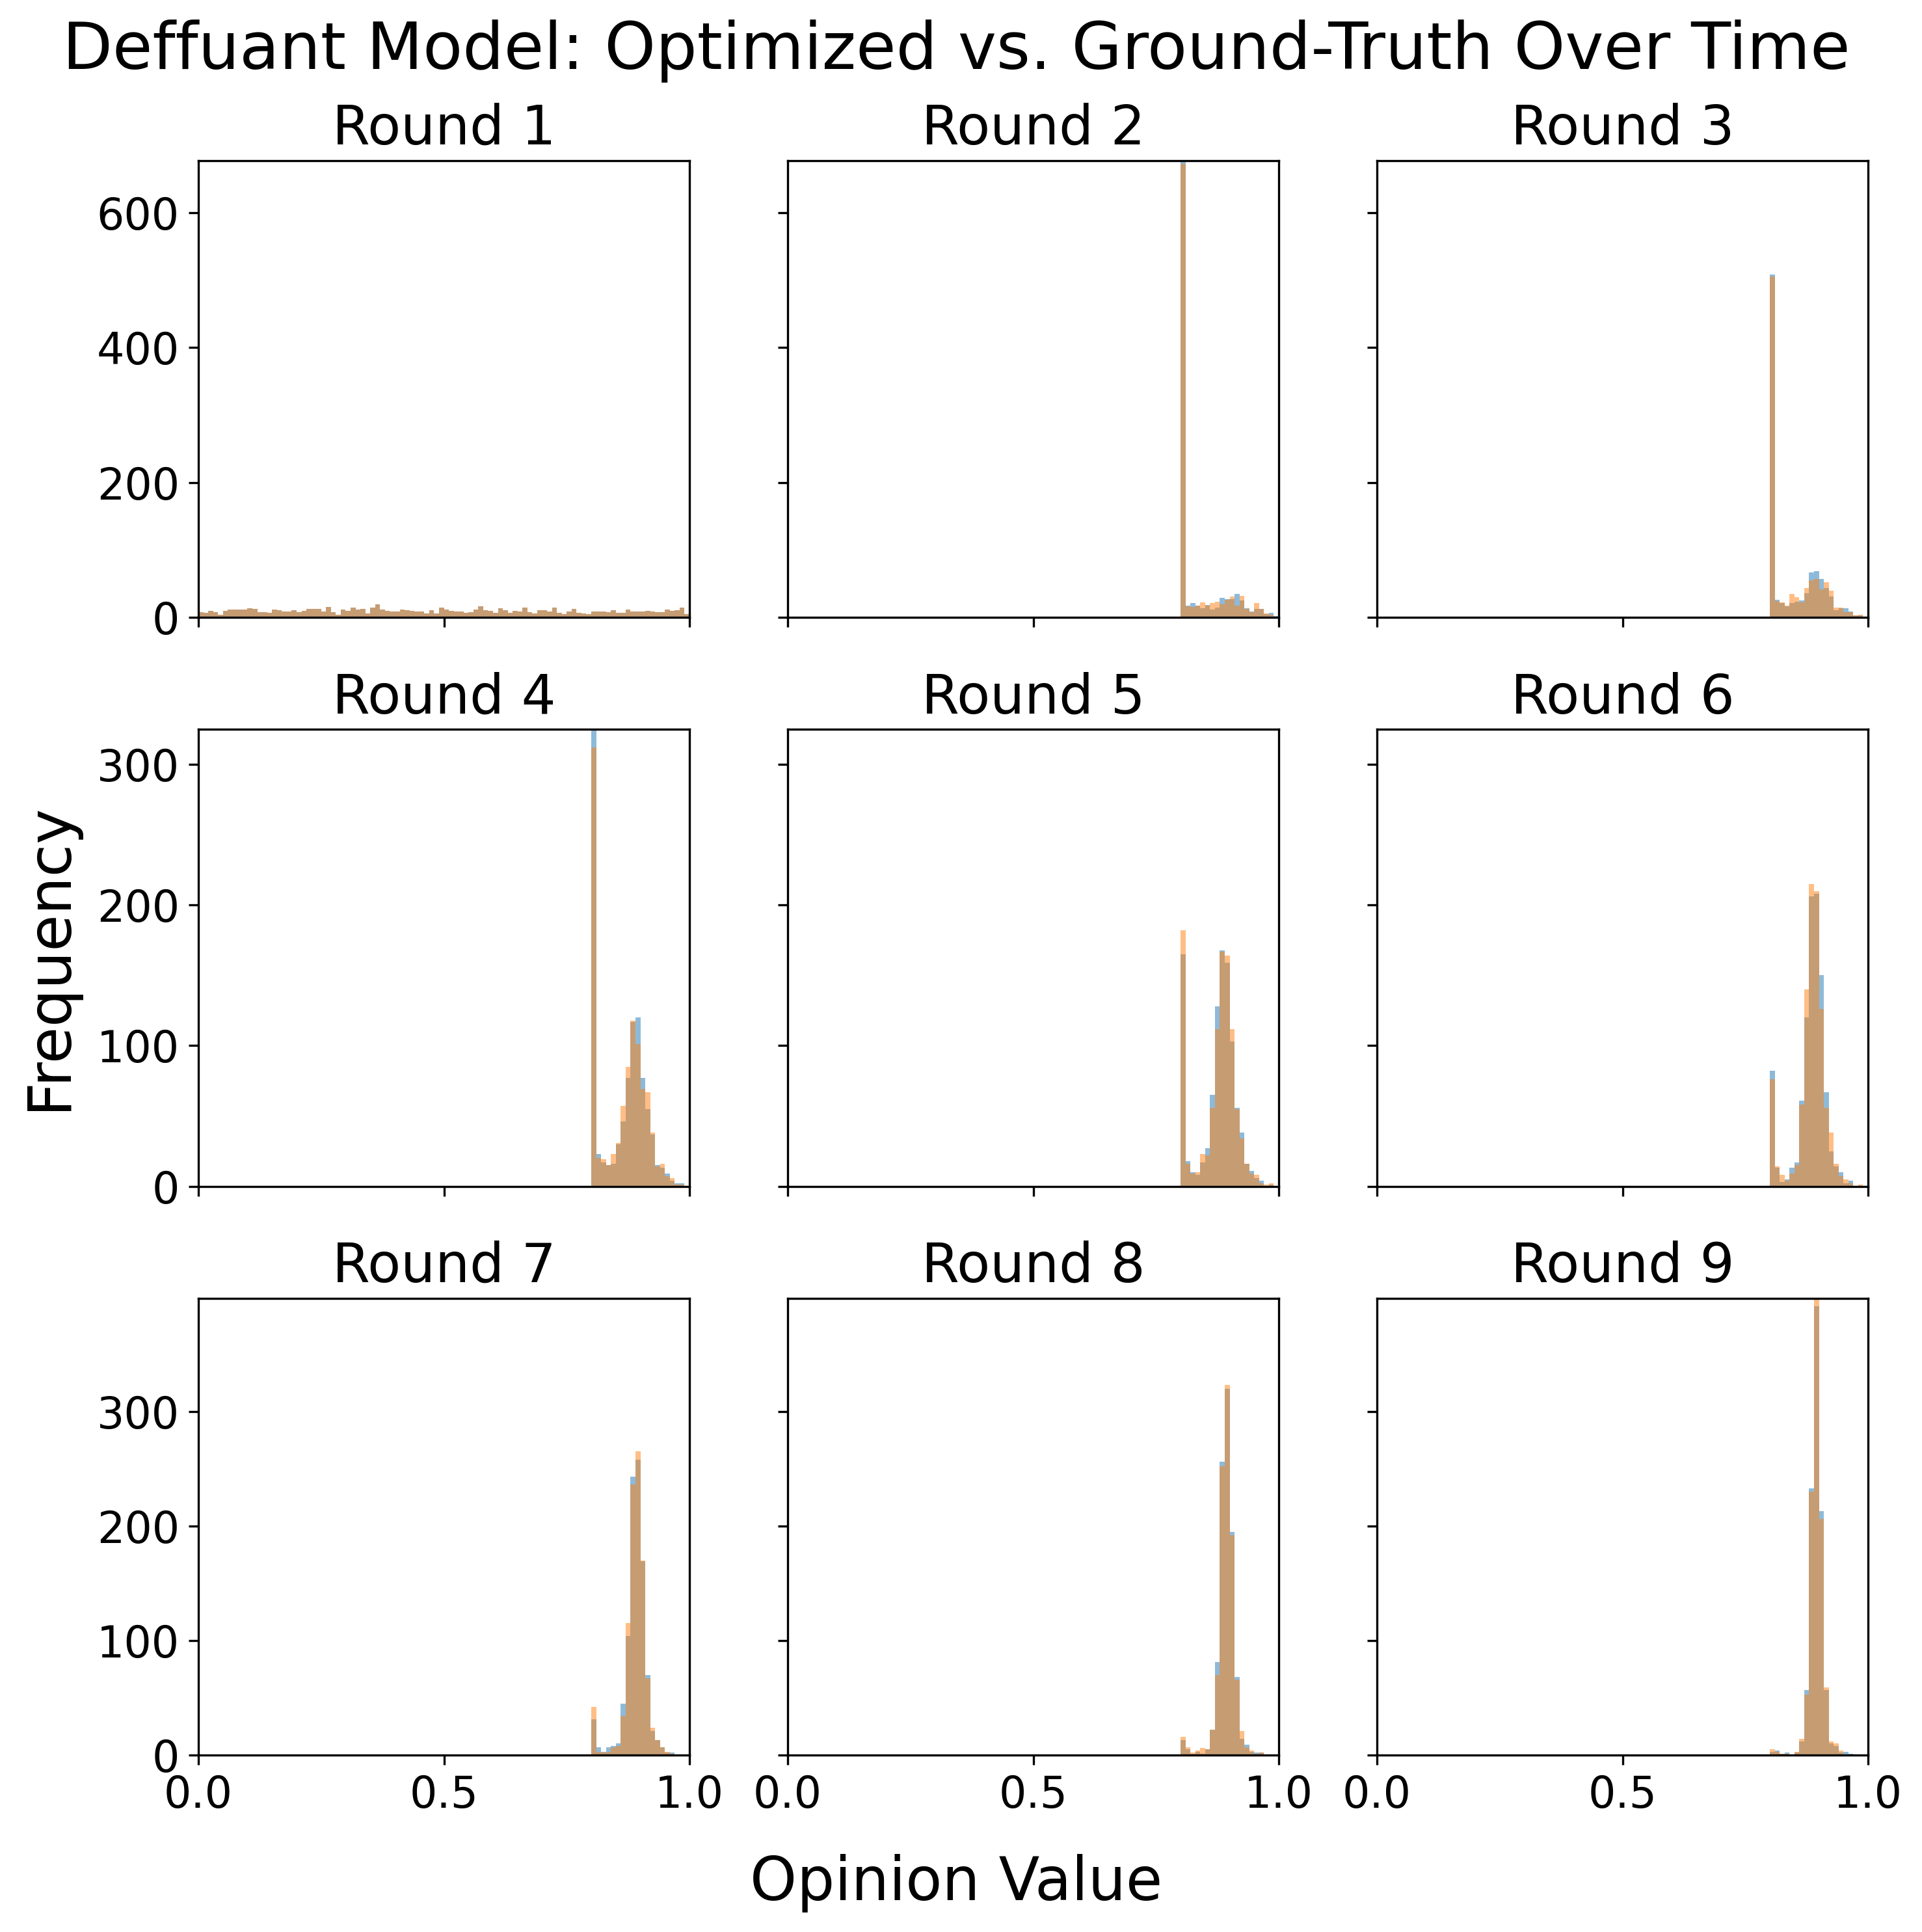 Deffuant Model: Optimized vs. Ground-Truth Over Time
Round 1
Round 2
Round 3
600
400
200
0
Round 4
Round 5
Round 6
300
200
100
0
Frequency
Round 7
Round 8
Round 9
300
200
100
0
0.0 0.5 1.0 0.0 0.5 1.0 0.0 0.5 1.0
Opinion Value